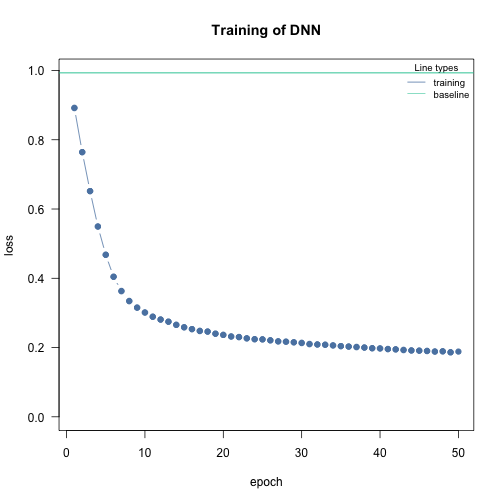 Training of DNN
Line types
training
baseline
loss
1.0
0.8
0.6
0.4
0.2
0.0
0 10 20 30 40 50
epoch